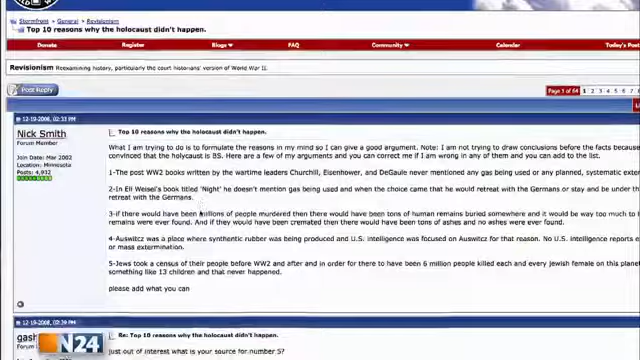 Stormfront > General > Revisionism
Top 10 reasons why the holocaust didn't happen.
Donate Register Blogs FAQ Community Calendar Today's Post
Revisionism Reexamining history, particularly the court historians' version of World War II.
Post Reply
Page 1 of 64 1 2 3 4 5 6 7
12-19-2008, 02:33 PM
Nick Smith
Forum Member
Join Date: Mar 2002
Location: Minnesota
Posts: 4,932
Top 10 reasons why the holocaust didn't happen.
What I am trying to do is to formulate the reasons in my mind so I can give a good argument. Note: I am not trying to draw conclusions before the facts because
convinced that the holycaust is BS. Here are a few of my arguments and you can correct me if I am wrong in any of them and you can add to the list.
1-The post WW2 books written by the wartime leaders Churchill, Eisenhower, and DeGaulle never mentioned any gas being used or any planned, systematic exter
2-In Eli Weisel's book titled 'Night' he doesn't mention gas being used and when the choice came that he would retreat with the Germans or stay and be under th
retreat with the Germans.
3-if there would have been millions of people murdered then there would have been tons of human remains buried somewhere and it would be way too much to
remains were ever found. And if they would have been cremated then there would have been tons of ashes and no ashes were ever found.
4-Auswitcz was a place where synthetic rubber was being produced and U.S. intelligence was focused on Auswitcz for that reason. No U.S. intelligence reports e
or mass extermination.
5-Jews took a census of their people before WW2 and after and in order for there to have been 6 million people killed each and every jewish female on this plane
something like 13 children and that never happened.
please add what you can
12-19-2008, 02:39 PM
gash
Forum
Re: Top 10 reasons why the holocaust didn't happen.
just out of interest what is your source for number 5?
N24